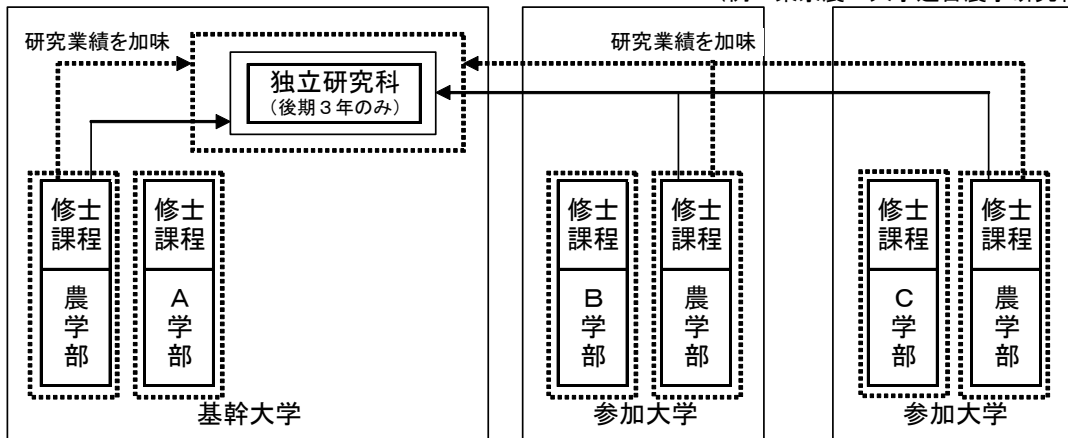 研究業績を加味
独立研究科
(後期3年のみ)
研究業績を加味
修士
課程
農
学
部
修士
課程
A
学
部
基幹大学
修士
課程
B
学
部
修士
課程
農
学
部
参加大学
修士
課程
C
学
部
修士
課程
農
学
部
参加大学